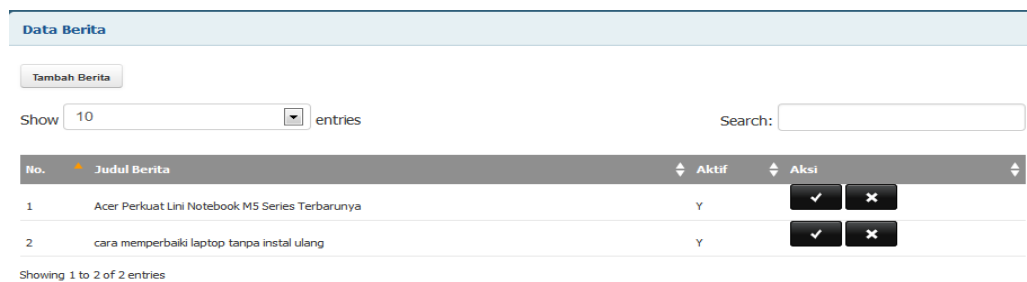 Data Berita
Tambah Berita
Show 10 entries Search:
No. Judul Berita Aktif Aksi
1 Acer Perkuat Lini Notebook M5 Series Terbarunya Y
2 cara memperbaiki laptop tanpa instal ulang Y
Showing 1 to 2 of 2 entries